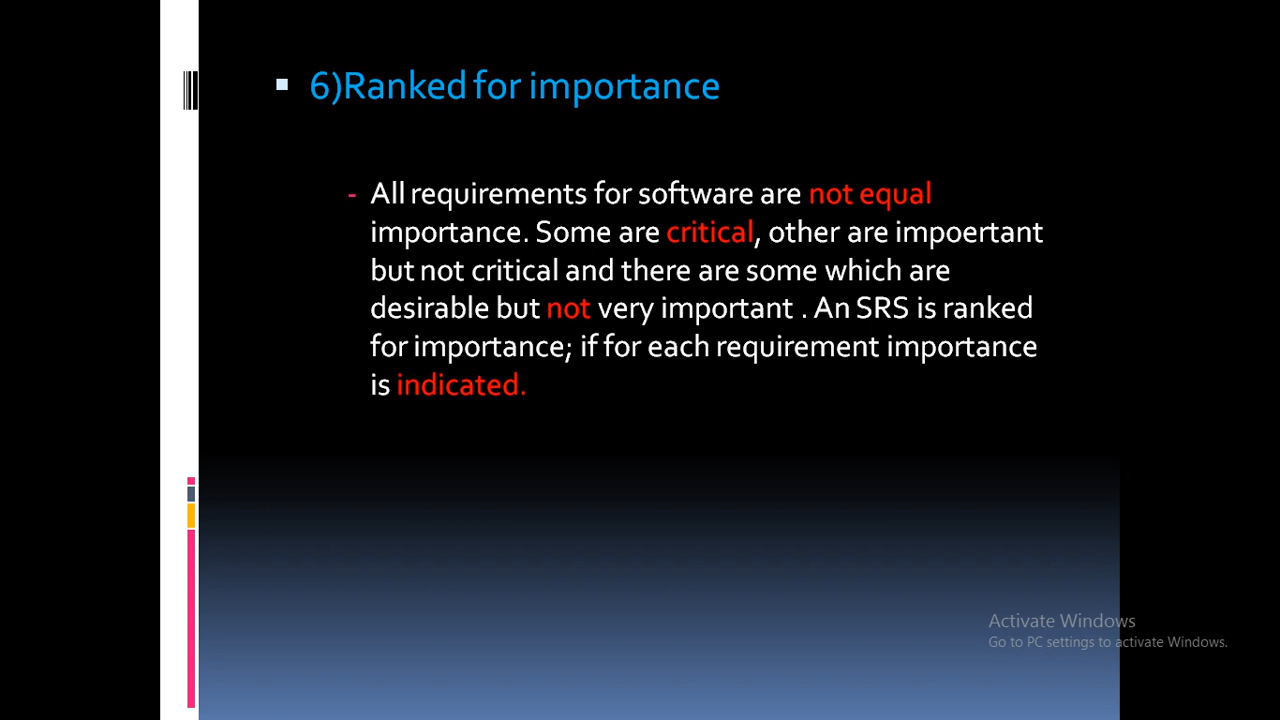 6)Ranked for importance
- All requirements for software are not equal
importance. Some are critical, other are impoertant
but not critical and there are some which are
desirable but not very important . An SRS is ranked
for importance; if for each requirement importance
is indicated.
Activate Windows
Go to PC settings to activate Windows.